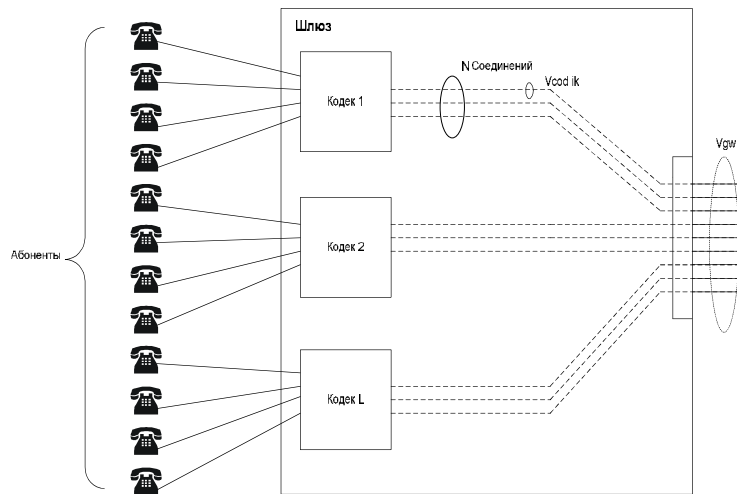 Шлюз
N Соединений
Vcod ik
Кодек 1
Vgw
Кодек 2
Абоненты
Кодек L